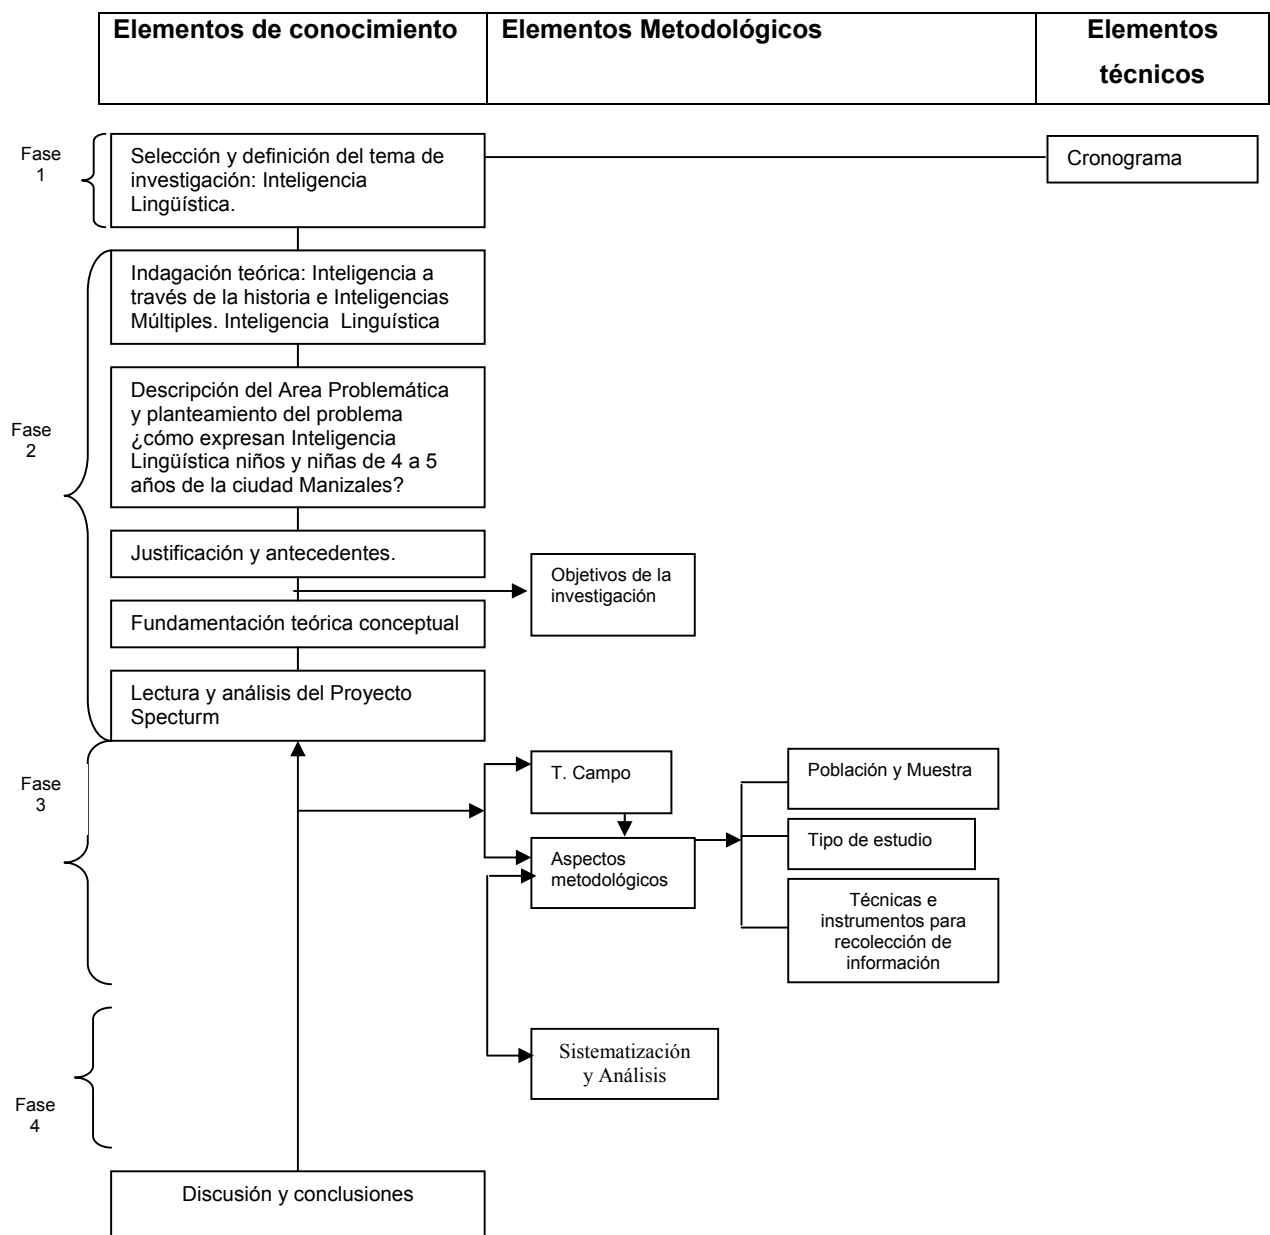 Elementos de conocimiento
Elementos Metodológicos
Elementos
técnicos
Fase
1
Selección y definición del tema de
investigación: Inteligencia
Lingüística.
Cronograma
Fase
2
Indagación teórica: Inteligencia a
través de la historia e Inteligencias
Múltiples. Inteligencia Linguística
Descripción del Area Problemática
y planteamiento del problema
¿cómo expresan Inteligencia
Lingüística niños y niñas de 4 a 5
años de la ciudad Manizales?
Justificación y antecedentes.
Objetivos de la
investigación
Fundamentación teórica conceptual
Lectura y análisis del Proyecto
Specturm
Fase
3
T. Campo
Población y Muestra
Aspectos
metodológicos
Tipo de estudio
Técnicas e
instrumentos para
recolección de
información
Sistematización
y Análisis
Fase
4
Discusión y conclusiones